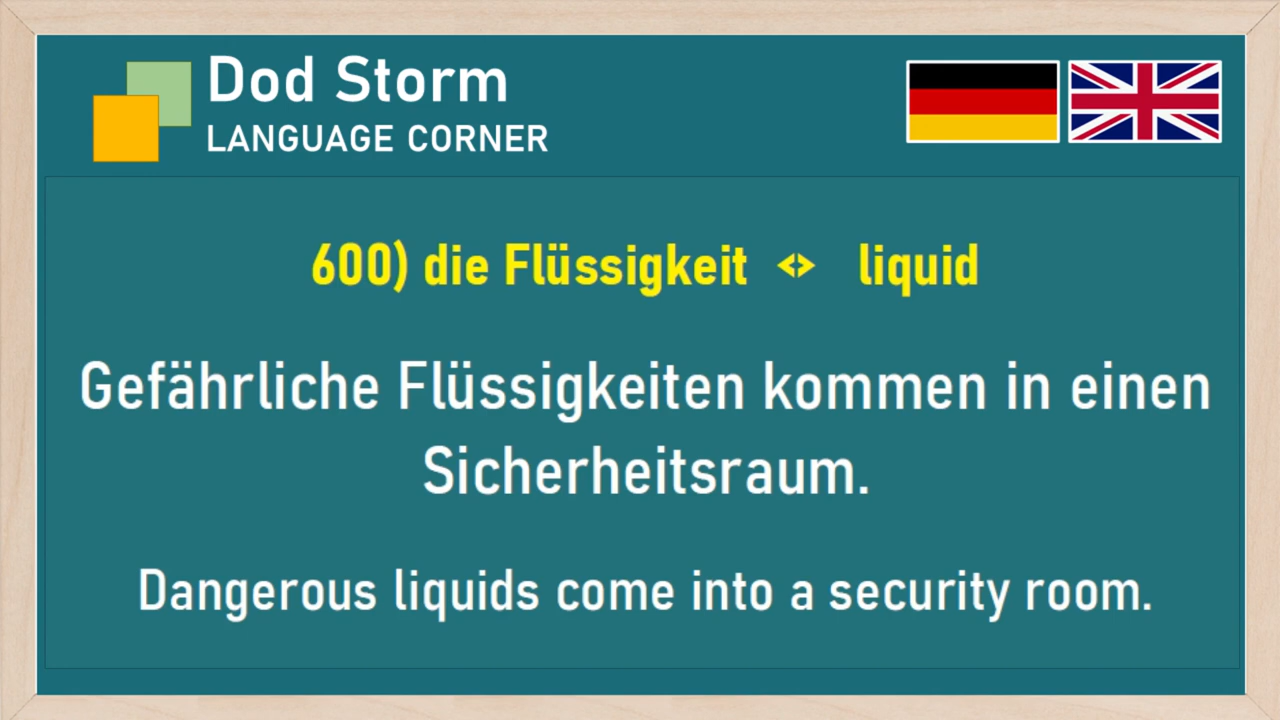 Dod Storm
LANGUAGE CORNER
600) die Flüssigkeit <> liquid
Gefährliche Flüssigkeiten kommen in einen
Sicherheitsraum.
Dangerous liquids come into a security room.